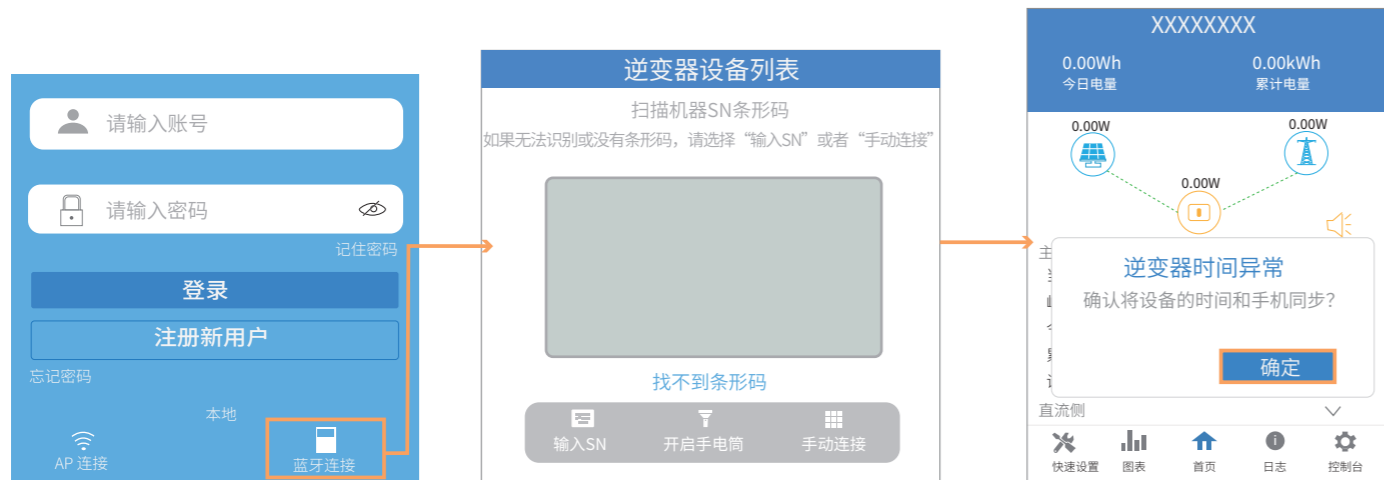 请输入账号
请输入密码
记住密码
登录
注册新用户
忘记密码
本地
AP 连接
蓝牙连接
逆变器设备列表
扫描机器SN条形码
如果无法识别或没有条形码，请选择“输入SN”或者“手动连接”
找不到条形码
输入SN
开启手电筒
手动连接
XXXXXXXX
0.00Wh
0.00kWh
今日电量
累计电量
0.00W
0.00W
0.00W
主
逆变器时间异常
确认将设备的时间和手机同步？
确定
直流侧
快速设置
图表
首页
日志
控制台